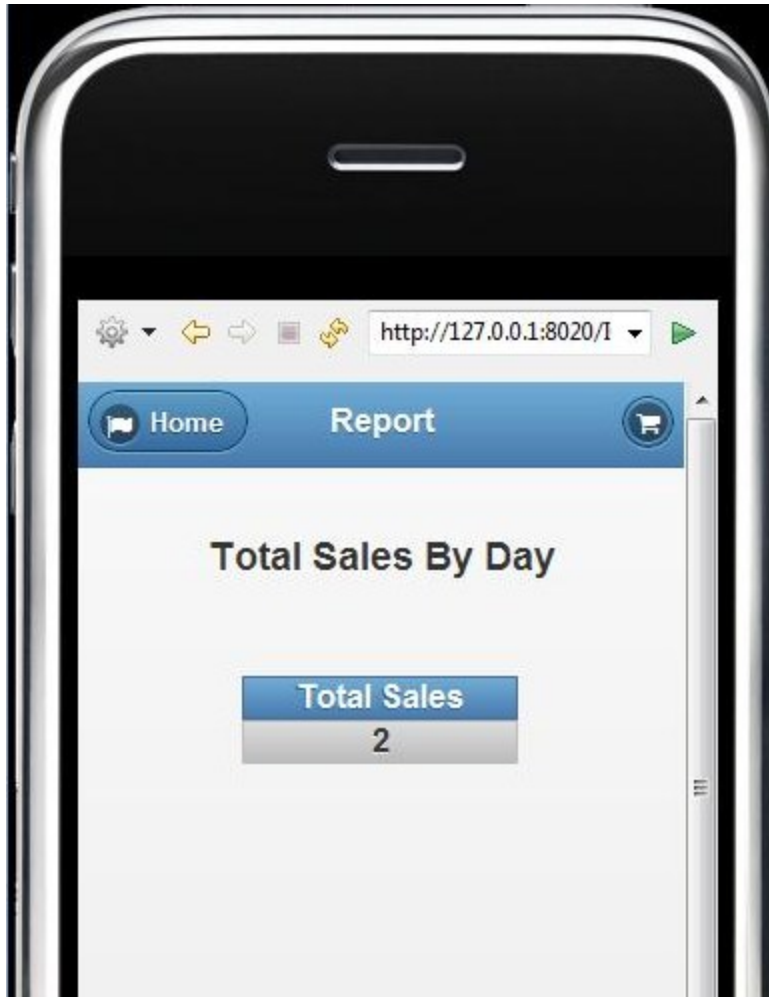 http://127.0.0.1:8020/I
Home
Report
Total Sales By Day
Total Sales
2